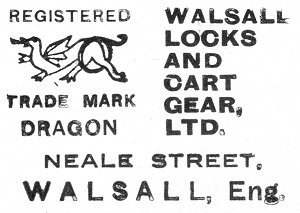 REGISTERED
TRADE MARK
DRAGON
WALSALL
LOCKS
AND
CART
GEAR,
LTD.
NEALE STREET,
WALSALL, Eng.